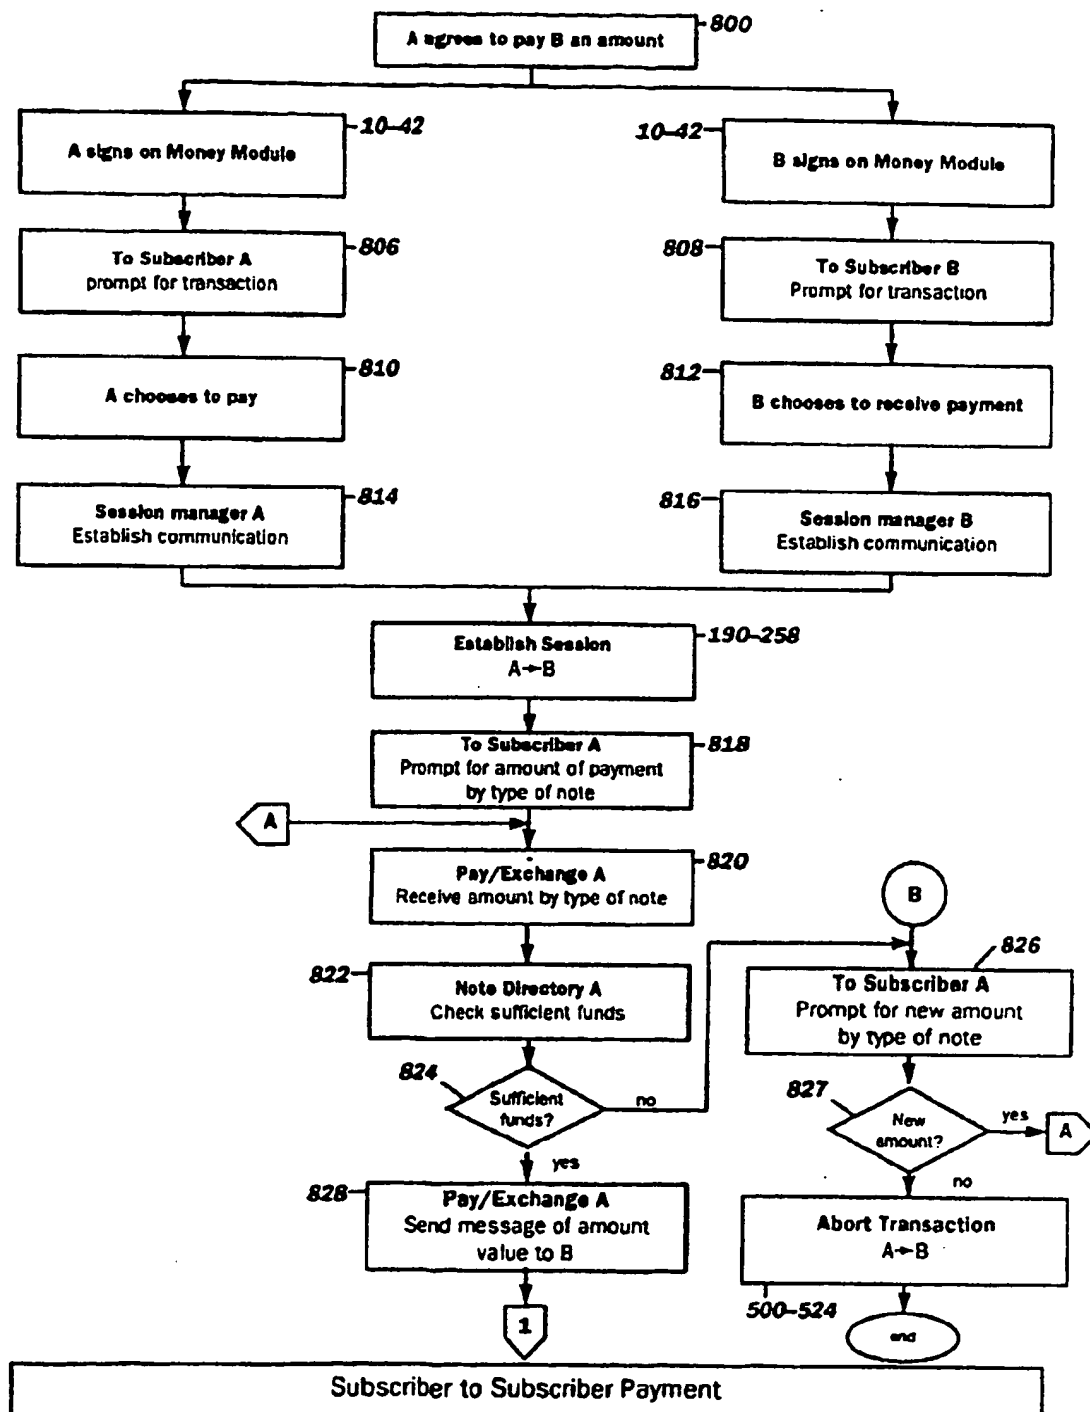 A agrees to pay B an amount
800
A signs on Money Module
10-42
10-42
B signs on Money Module
To Subscriber A
prompt for transaction
806
808
To Subscriber B
Prompt for transaction
A chooses to pay
810
812
B chooses to receive payment
Session manager A
Establish communication
814
816
Session manager B
Establish communication
Establish Session
A→B
190-258
To Subscriber A
Prompt for amount of payment
by type of note
818
A
Pay/Exchange A
Receive amount by type of note
820
B
822
Note Directory A
Check sufficient funds
826
To Subscriber A
Prompt for new amount
by type of note
824
Sufficient
funds?
no
yes
827
New
amount?
yes
A
no
828
Pay/Exchange A
Send message of amount
value to B
Abort Transaction
A→B
500-524
1
end
Subscriber to Subscriber Payment